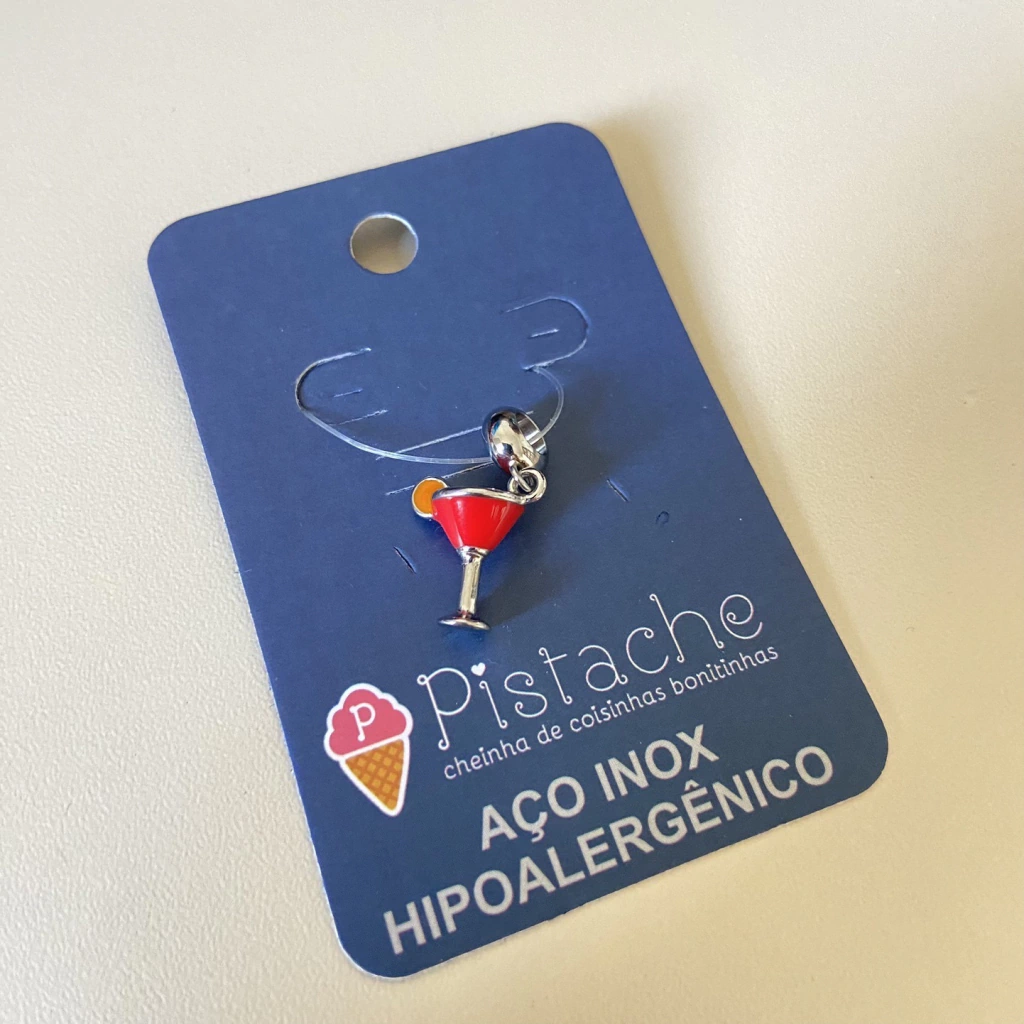 Pistache
cheinha de coisinhas bonitinhas
P
AÇO INOX
HIPOALERGÊNICO